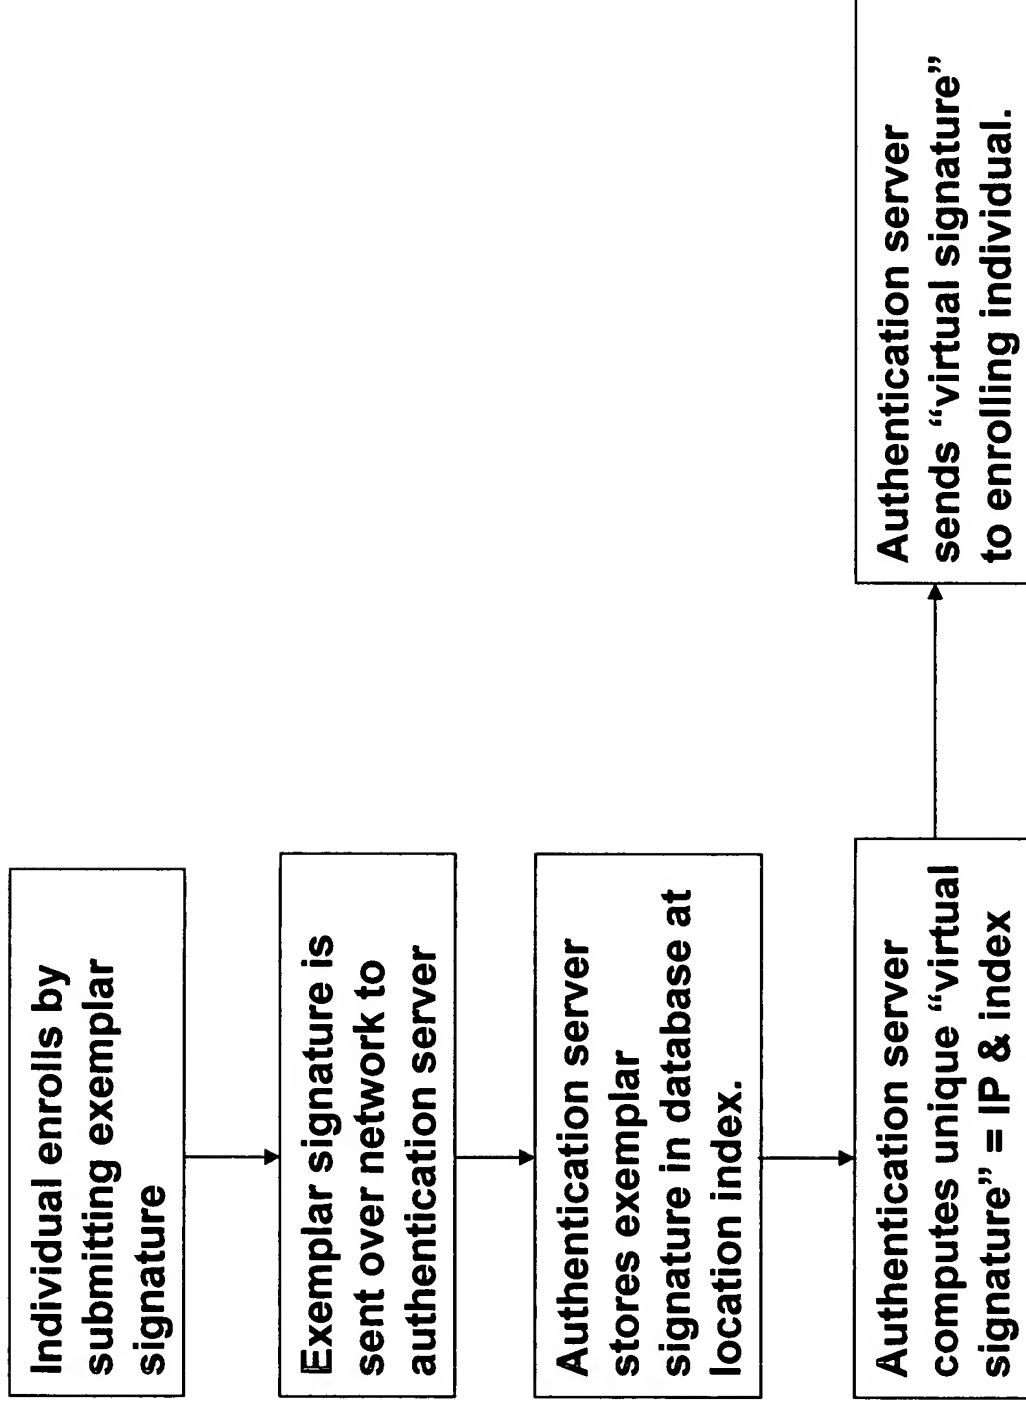 Individual enrolls by
submitting exemplar
signature
Exemplar signature is
sent over network to
authentication server
Authentication server
stores exemplar
signature in database at
location index.
Authentication server
computes unique “virtual
signature” = IP & index
Authentication server
sends “virtual signature”
to enrolling individual.